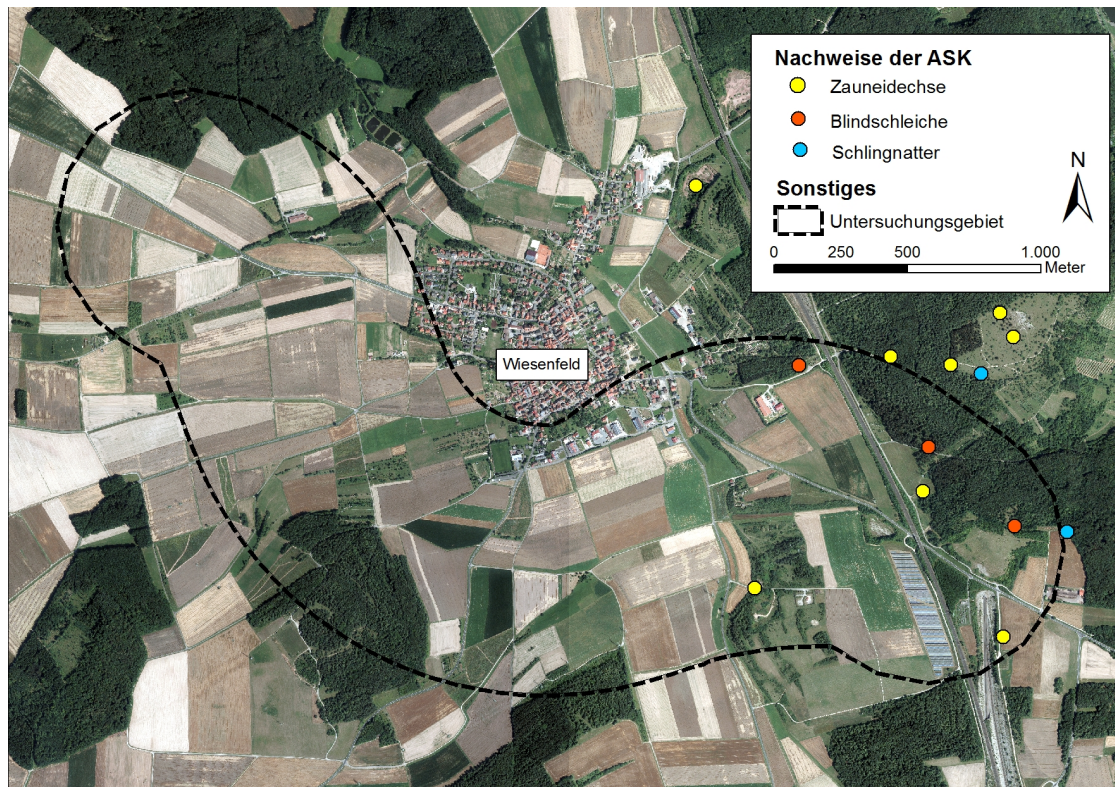 Nachweise der ASK
Zauneidechse
Blindschleiche
Schlingnatter
N
Sonstiges
Untersuchungsgebiet
0 250 500 1.000
Meter
Wiesenfeld